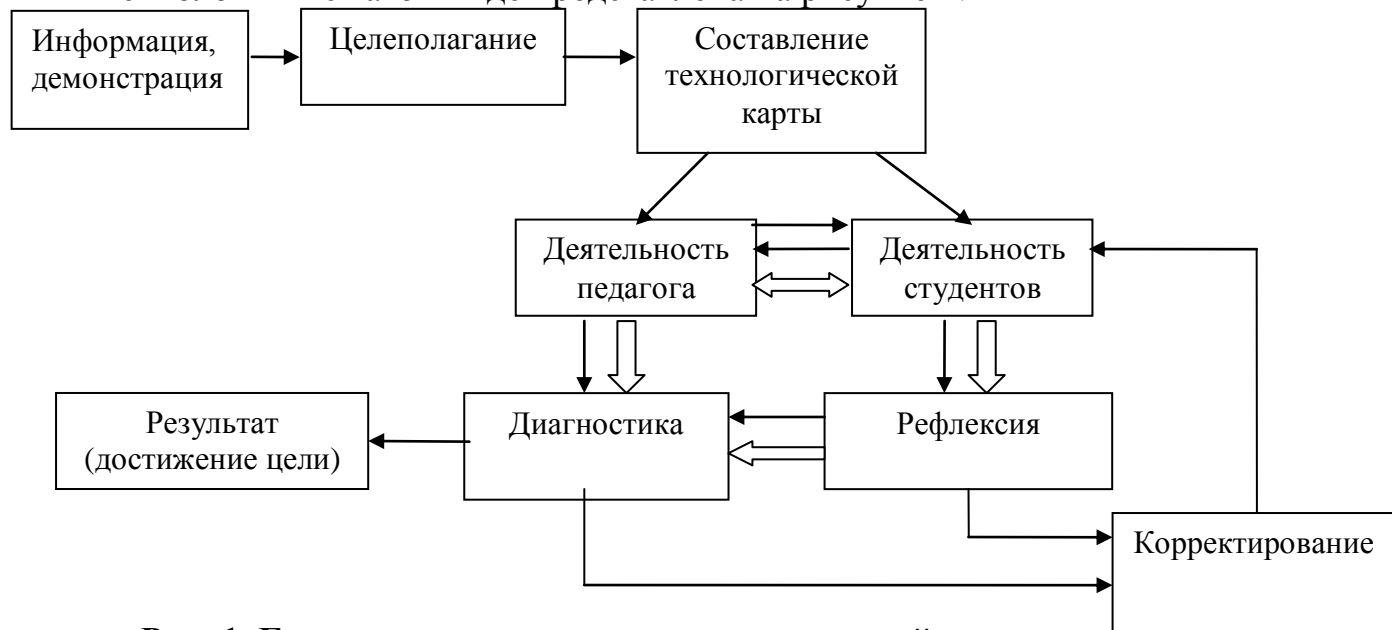 Информация,
демонстрация
Целеполагание
Составление
технологической
карты
Деятельность
педагога
Деятельность
студентов
Результат
(достижение цели)
Диагностика
Рефлексия
Корректирование